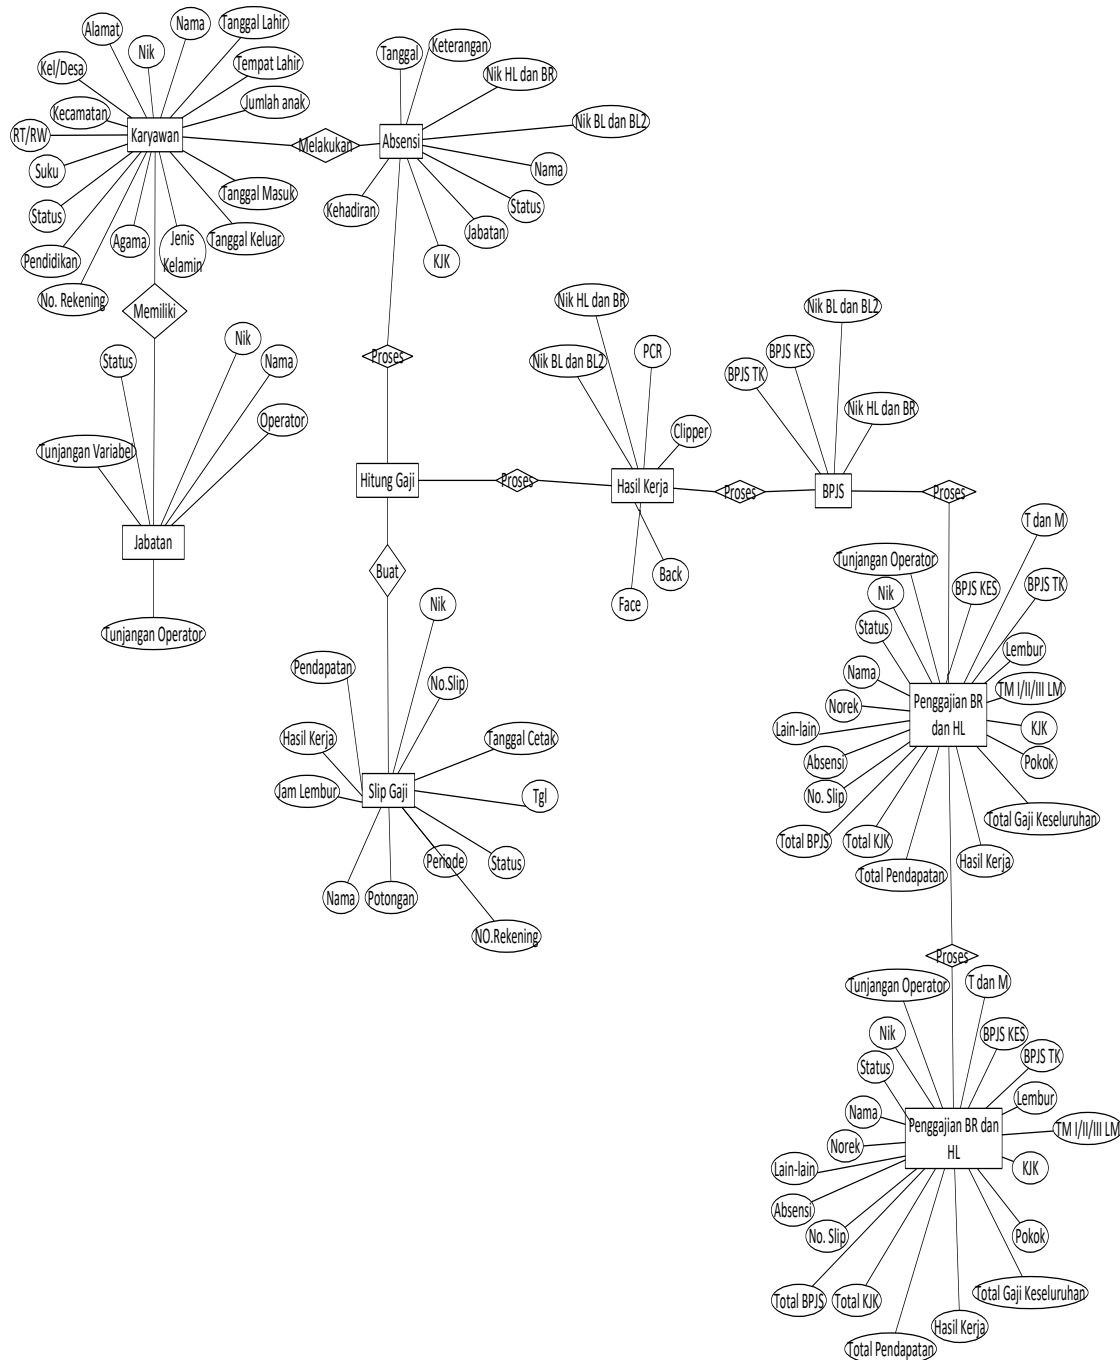 Nama
Tanggal Lahir
Alamat
Nik
Kel/Desa
Tempat Lahir
Kecamatan
Jumlah anak
RT/RW
Karyawan
Suku
Tanggal Masuk
Status
Agama
Jenis
Kelamin
Tanggal Keluar
Pendidikan
No. Rekening
Melakukan
Tanggal
Keterangan
Nik HL dan BR
Nik BL dan BL2
Absensi
Nama
Status
Kehadiran
Jabatan
KJK
Memiliki
Status
Nik
Nama
Operator
Tunjangan Variabel
Jabatan
Tunjangan Operator
Proses
Hitung Gaji
Proses
Nik HL dan BR
PCR
Nik BL dan BL2
Clipper
Hasil Kerja
Back
Face
Proses
Nik BL dan BL2
BPJS KES
BPJS TK
Nik HL dan BR
BPJS
Proses
Buat
Nik
Pendapatan
No.Slip
Hasil Kerja
Tanggal Cetak
Jam Lembur
Slip Gaji
Tgl
Periode
Status
Nama
Potongan
NO.Rekening
T dan M
Tunjangan Operator
Nik
BPJS KES
BPJS TK
Status
Lembur
Nama
TM I/II/III LM
Norek
Penggajian BR
dan HL
Lain-lain
KJK
Absensi
Pokok
No. Slip
Total Gaji Keseluruhan
Total BPJS
Total KJK
Hasil Kerja
Total Pendapatan
Proses
Tunjangan Operator
T dan M
Nik
BPJS KES
BPJS TK
Status
Lembur
Nama
Penggajian BR dan
HL
TM I/II/III LM
Norek
Lain-lain
KJK
Absensi
No. Slip
Pokok
Total BPJS
Total KJK
Total Gaji Keseluruhan
Hasil Kerja
Total Pendapatan